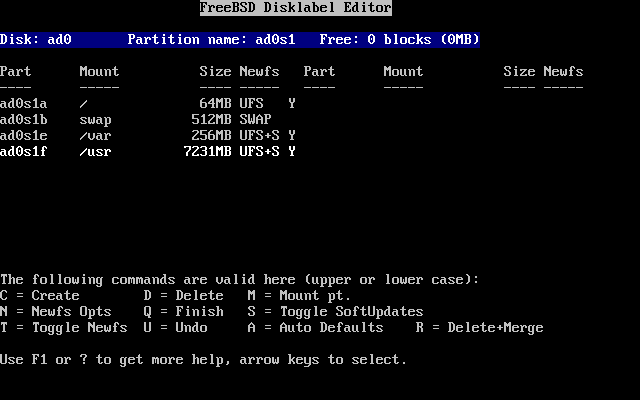 FreeBSD Disklabel Editor
Disk: ad0 Partition name: ad0s1 Free: 0 blocks (0MB)
Part Mount Size Newfs Part Mount Size Newfs
---- ----- ---- ----- ---- ----- ---- -----
ad0s1a / 64MB UFS Y
ad0s1b swap 512MB SWAP
ad0s1e /var 256MB UFS+S Y
ad0s1f /usr 7231MB UFS+S Y
The following commands are valid here (upper or lower case):
C = Create D = Delete M = Mount pt.
N = Newfs Opts Q = Finish S = Toggle SoftUpdates
T = Toggle Newfs U = Undo A = Auto Defaults R = Delete+Merge
Use F1 or ? to get more help, arrow keys to select.